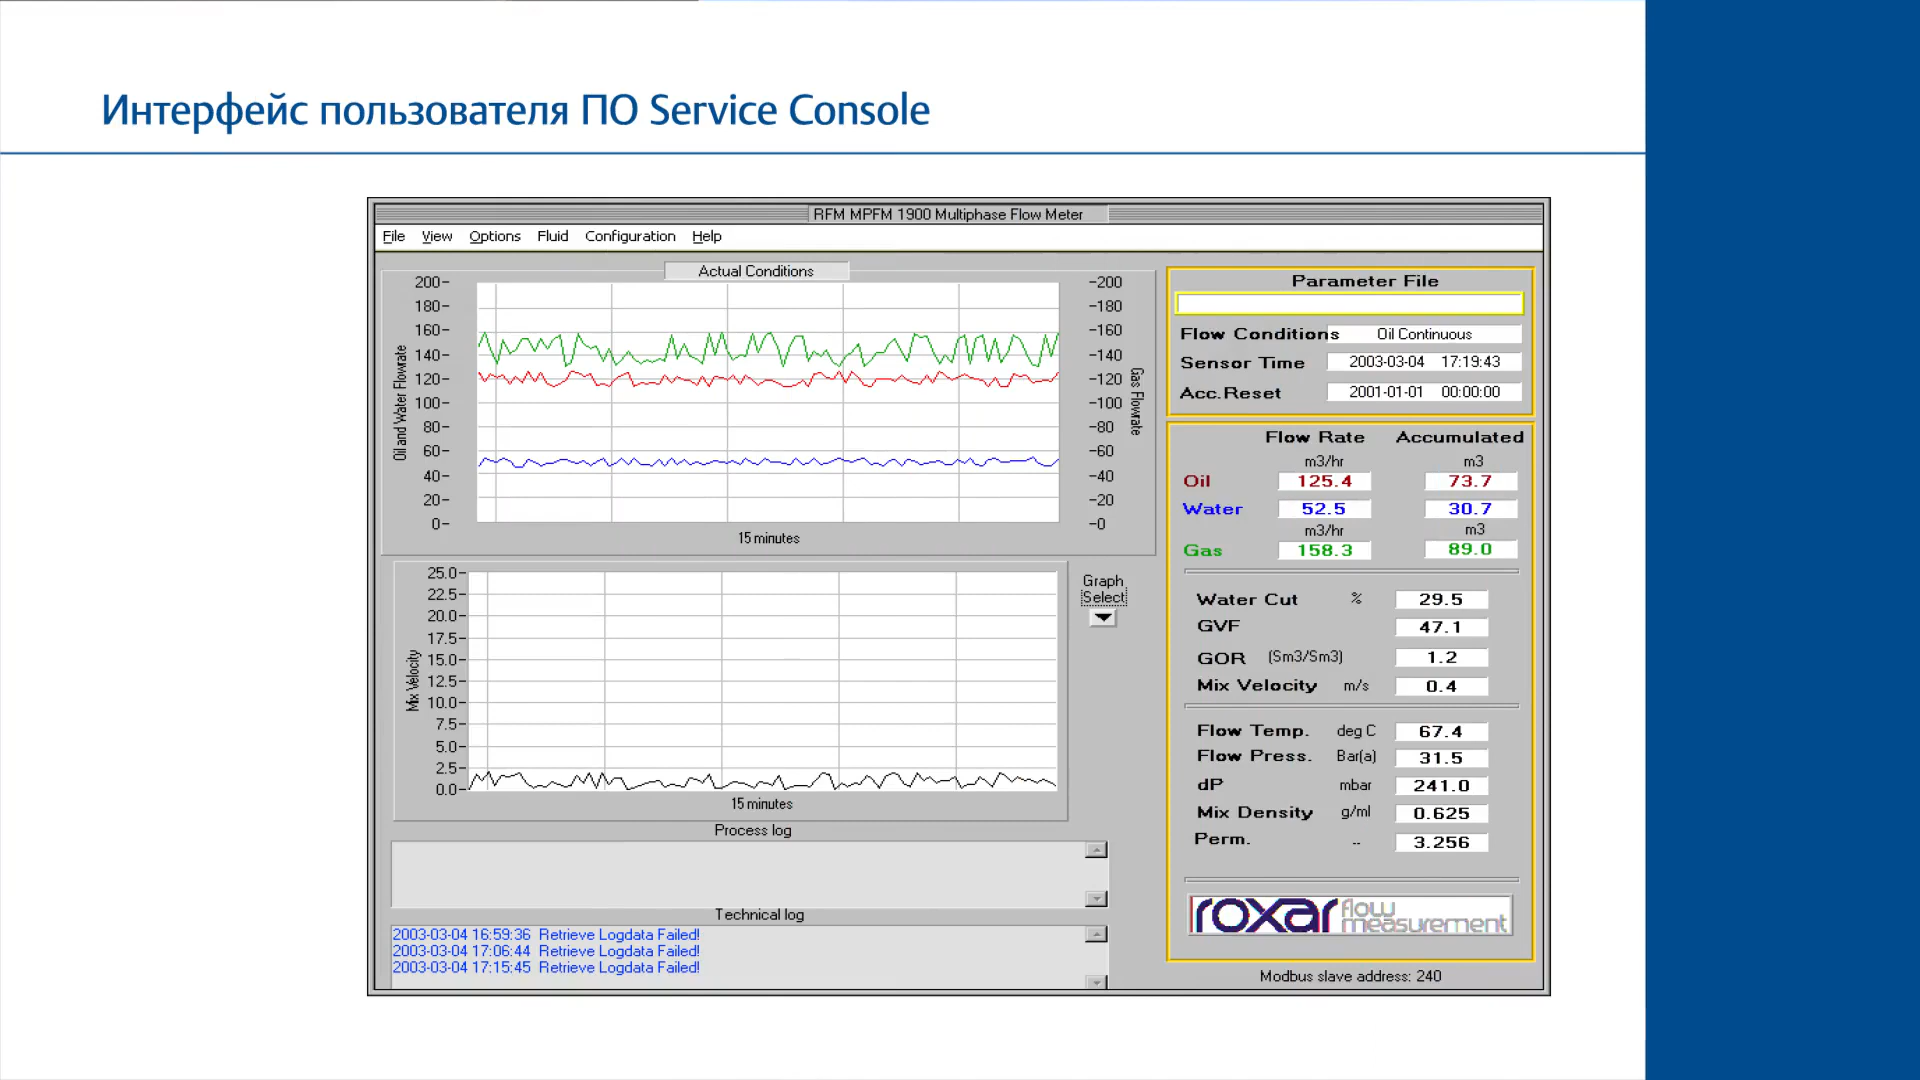 Интерфейс пользователя ПО Service Console
RFM MPFM 1900 Multiphase Flow Meter
File View Options Fluid Configuration Help
Actual Conditions
Oil and Water Flowrate
200
180
160
140
120
100
80
60
40
20
0
200
180
160
140
120
100
80
60
40
20
0
Gas Flowrate
15 minutes
Mix Velocity
25.0
22.5
20.0
17.5
15.0
12.5
10.0
7.5
5.0
2.5
0.0
15 minutes
Graph
Select
Process log
Technical log
2003-03-04 16:59:36 Retrieve Logdata Failed!
2003-03-04 17:06:44 Retrieve Logdata Failed!
2003-03-04 17:15:45 Retrieve Logdata Failed!
Parameter File
Flow Conditions Oil Continuous
Sensor Time 2003-03-04 17:19:43
Acc.Reset 2001-01-01 00:00:00
Flow Rate Accumulated
m3/hr m3
Oil 125.4 73.7
Water 52.5 30.7
m3/hr m3
Gas 158.3 89.0
Water Cut % 29.5
GVF 47.1
GOR (Sm3/Sm3) 1.2
Mix Velocity m/s 0.4
Flow Temp. deg C 67.4
Flow Press. Bar(a) 31.5
dP mbar 241.0
Mix Density g/ml 0.625
Perm. .. 3.256
roxar flow measurement
Modbus slave address: 240